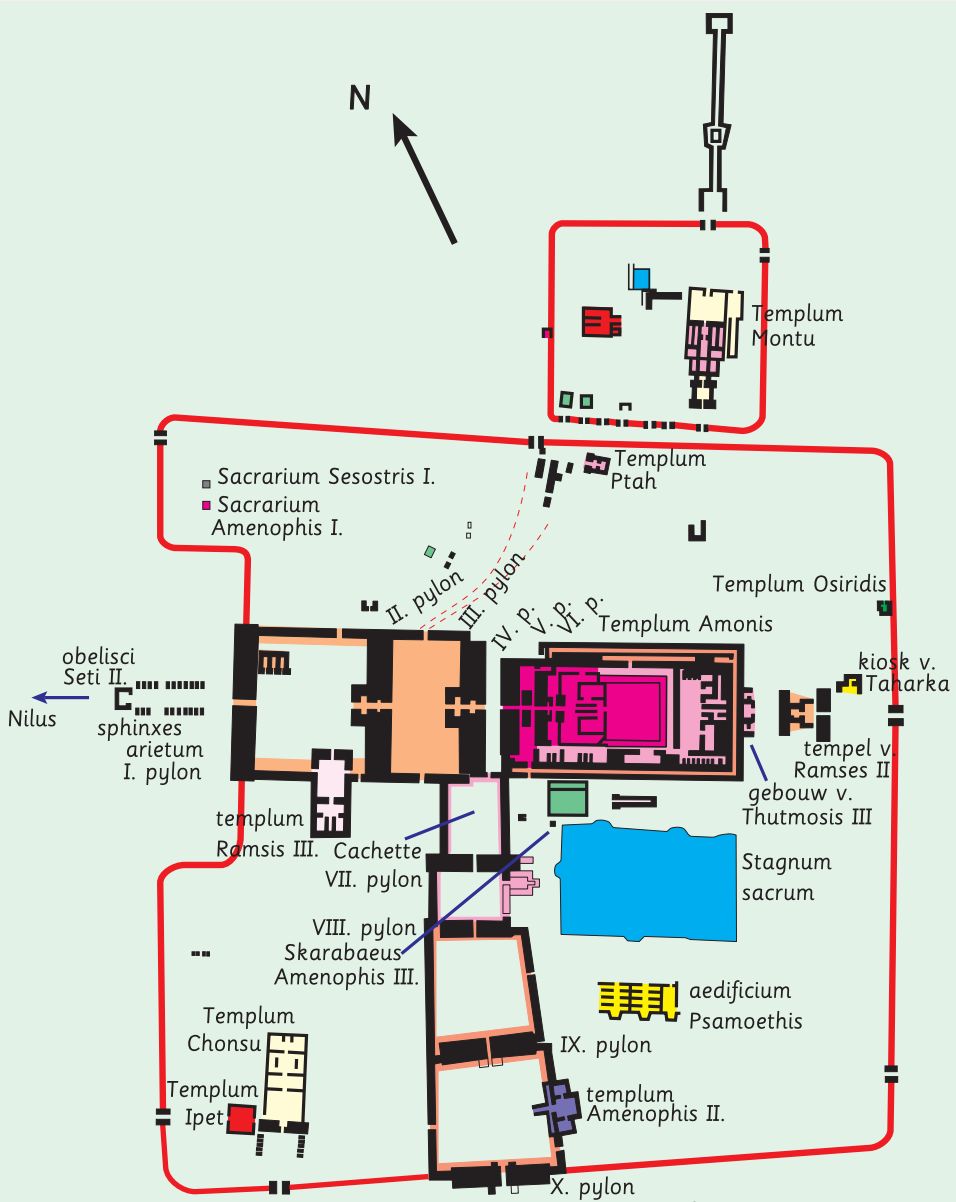 N
Templum
Montu
Templum
Ptah
Sacrarium Sesostris I.
Sacrarium
Amenophis I.
II. pylon
III. pylon
IV. p.
V. p.
VI. p.
Templum Osiridis
Templum Amonis
obelisci
Seti II.
Nilus
sphinxes
arietum
I. pylon
kiosk v.
Taharka
tempel v.
Ramses II
gebouw v.
Thutmosis III
templum
Ramsis III.
Cachette
VII. pylon
Stagnum
sacrum
VIII. pylon
Skarabaeus
Amenophis III.
aedificium
Psamoethis
Templum
Chonsu
IX. pylon
Templum
Ipet
templum
Amenophis II.
X. pylon